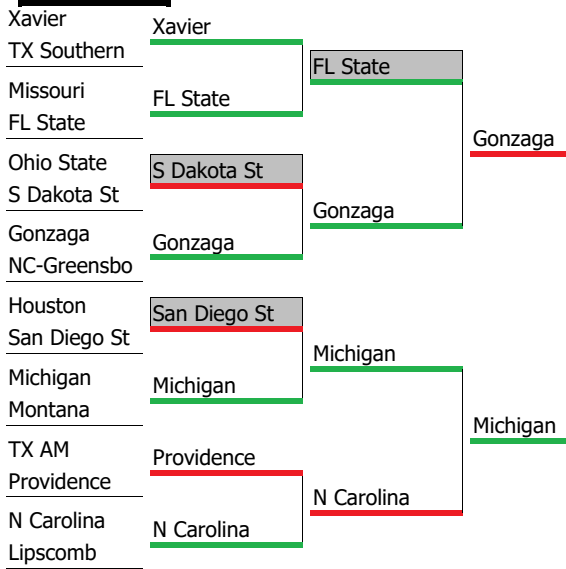 Xavier
TX Southern
Missouri
FL State
Ohio State
S Dakota St
Gonzaga
NC-Greensbo
Houston
San Diego St
Michigan
Montana
TX AM
Providence
N Carolina
Lipscomb
Xavier
FL State
S Dakota St
Gonzaga
San Diego St
Michigan
Providence
N Carolina
FL State
Gonzaga
Michigan
N Carolina
Gonzaga
Michigan